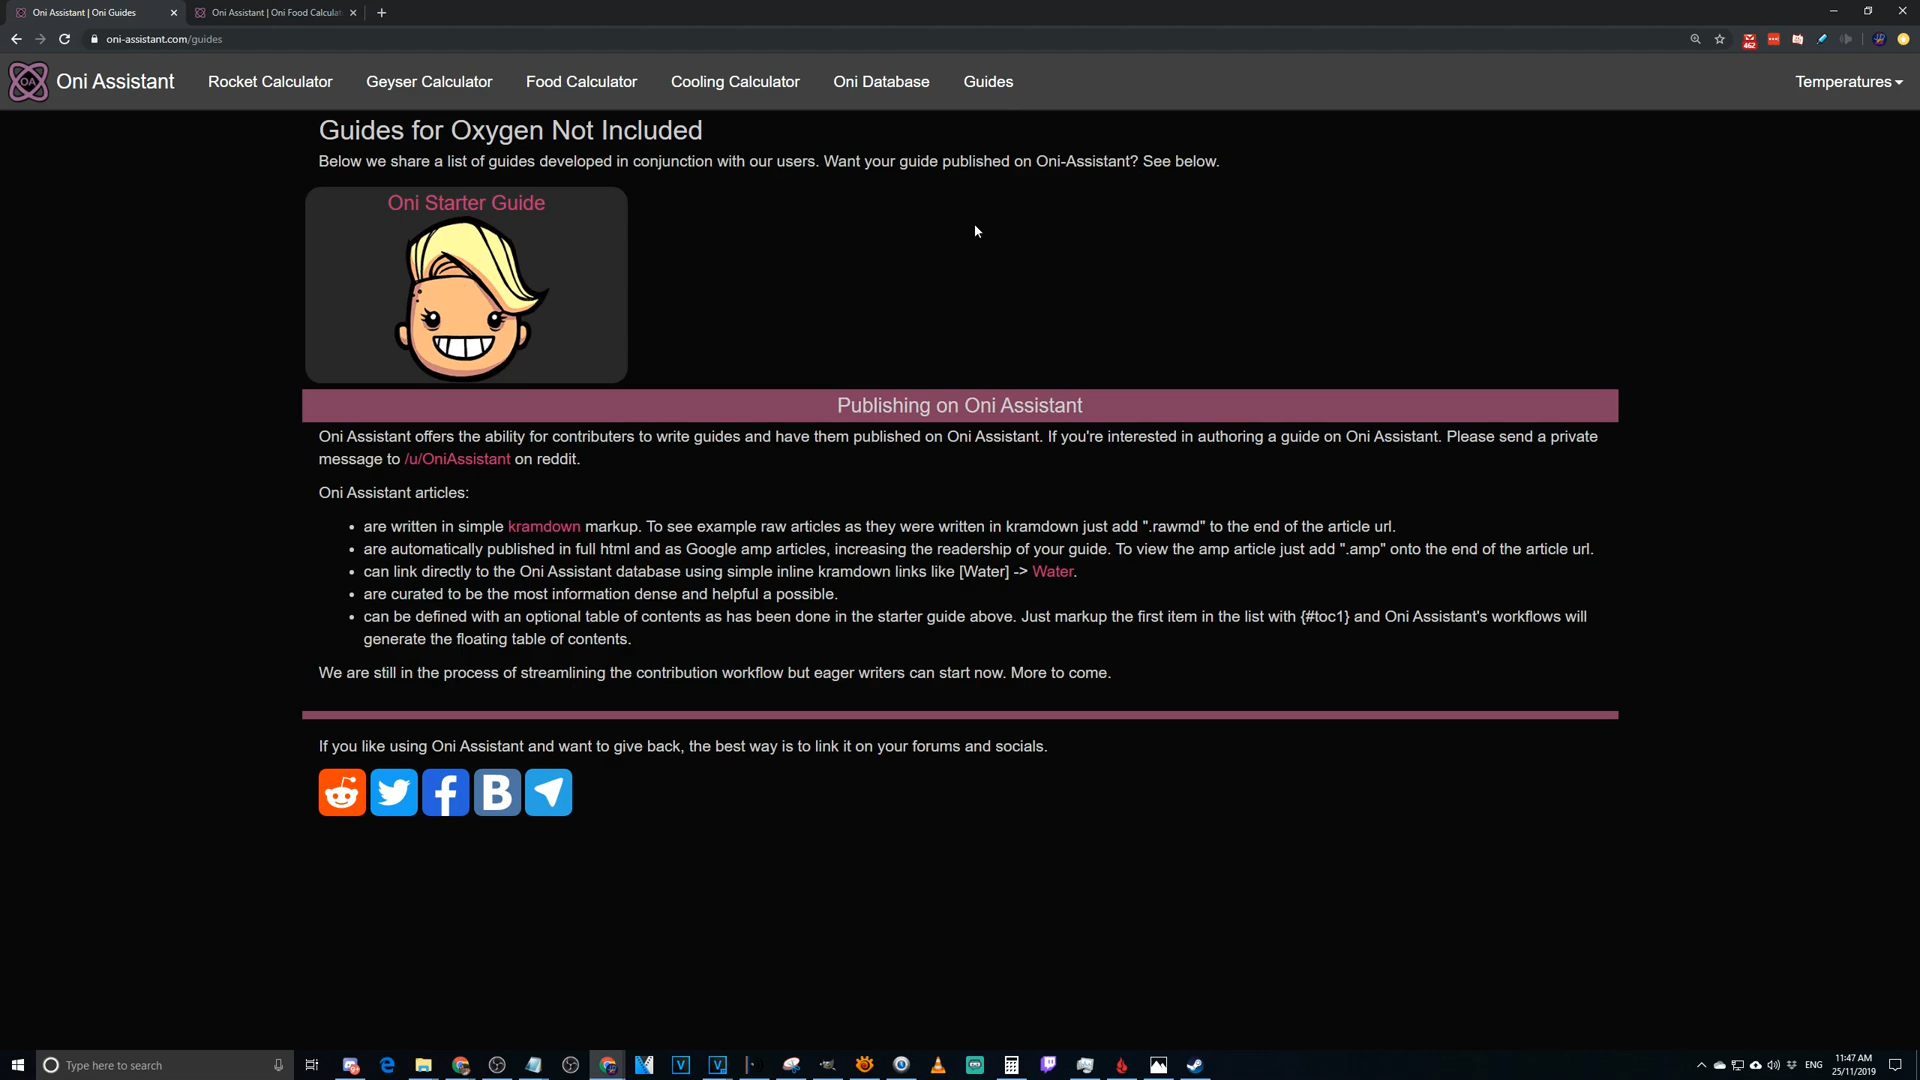 Oni Assistant | Oni Guides
Oni Assistant | Oni Food Calculat
oni-assistant.com/guides
462
OA
Oni Assistant
Rocket Calculator
Geyser Calculator
Food Calculator
Cooling Calculator
Oni Database
Guides
Temperatures
Guides for Oxygen Not Included
Below we share a list of guides developed in conjunction with our users. Want your guide published on Oni-Assistant? See below.
Oni Starter Guide
Publishing on Oni Assistant
Oni Assistant offers the ability for contributers to write guides and have them published on Oni Assistant. If you're interested in authoring a guide on Oni Assistant. Please send a private
message to /u/OniAssistant on reddit.
Oni Assistant articles:
• are written in simple kramdown markup. To see example raw articles as they were written in kramdown just add ".rawmd" to the end of the article url.
• are automatically published in full html and as Google amp articles, increasing the readership of your guide. To view the amp article just add ".amp" onto the end of the article url.
• can link directly to the Oni Assistant database using simple inline kramdown links like [Water] -> Water.
• are curated to be the most information dense and helpful a possible.
• can be defined with an optional table of contents as has been done in the starter guide above. Just markup the first item in the list with {#toc1} and Oni Assistant's workflows will
generate the floating table of contents.
We are still in the process of streamlining the contribution workflow but eager writers can start now. More to come.
If you like using Oni Assistant and want to give back, the best way is to link it on your forums and socials.
Type here to search
ENG
11:47 AM
25/11/2019